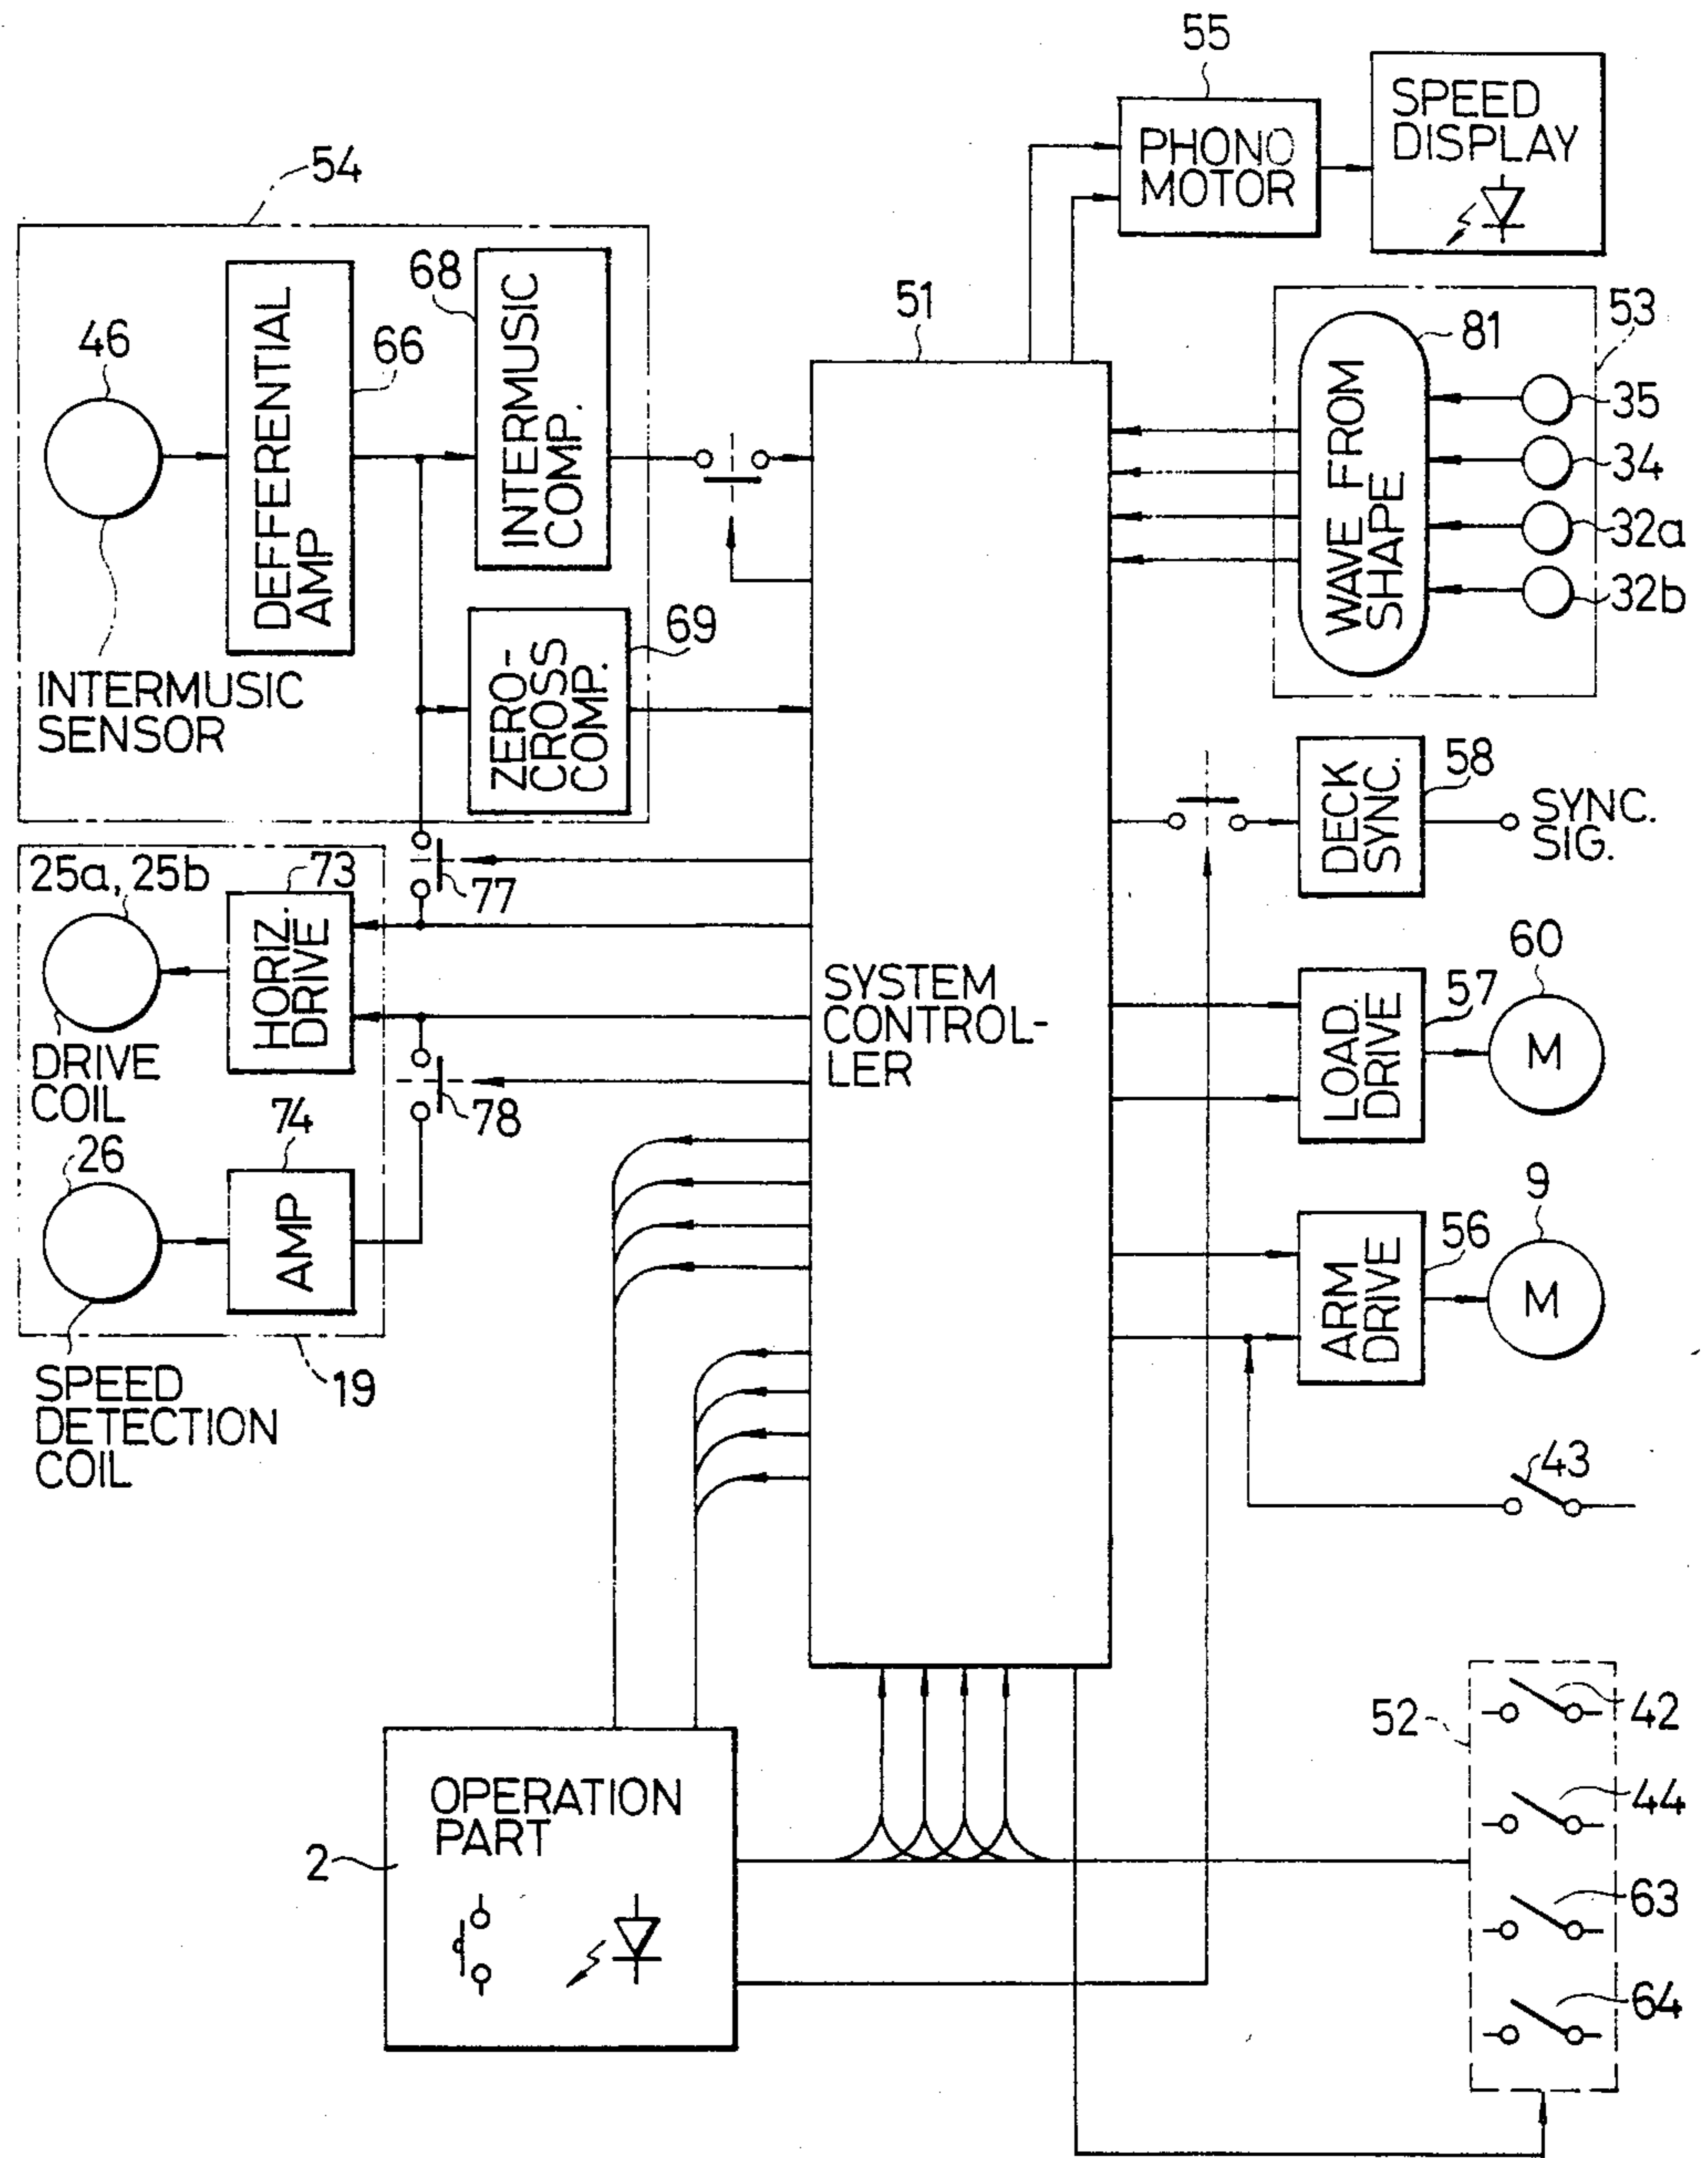 55
SPEED
DISPLAY
PHONO
MOTOR
54
68
INTERMUSIC
COMP.
51
53
81
46
66
DEFFERENTIAL
AMP
WAVE FROM
SHAPE
35
34
32a
32b
69
ZERO-
CROSS
COMP.
INTERMUSIC
SENSOR
58
DECK
SYNC.
SYNC.
SIG.
25a, 25b
73
77
HORIZ.
DRIVE
60
57
LOAD.
DRIVE
M
SYSTEM
CONTROL-
LER
DRIVE
COIL
78
74
26
AMP
9
56
ARM
DRIVE
M
19
SPEED
DETECTION
COIL
43
52
42
44
63
64
OPERATION
PART
2